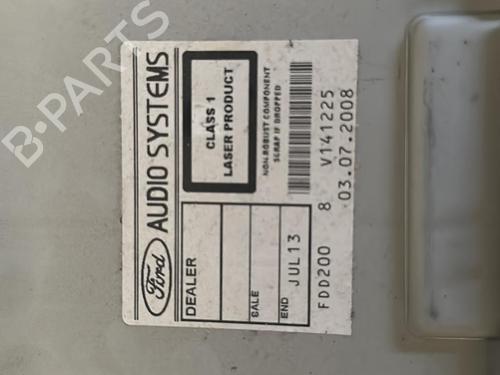 Ford AUDIO SYSTEMS
CLASS 1
LASER PRODUCT
NON ROBUST COMPONENT
SCRAP IF DROPPED
V141225
03.07.2008
DEALER
SALE
END JUL13
FDD200 8
B-PARTS